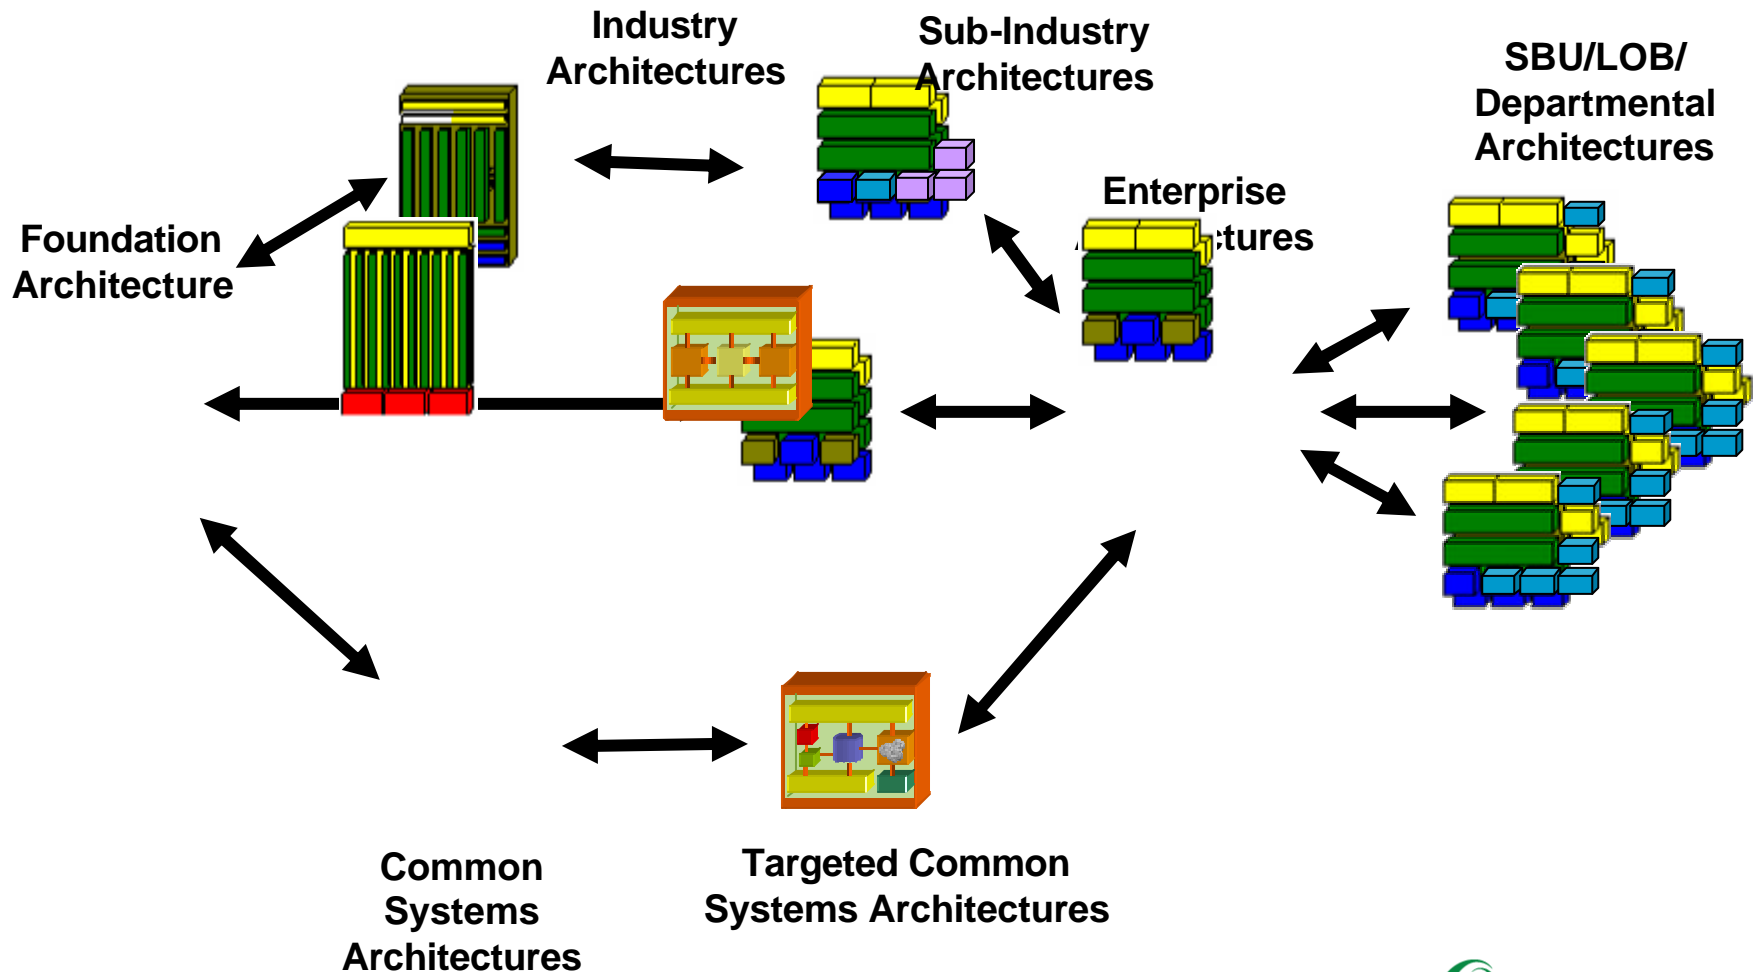 Industry
Architectures
Sub-Industry
Architectures
SBU/LOB/
Departmental
Architectures
Enterprise
ctures
Foundation
Architecture
Common
Systems
Architectures
Targeted Common
Systems Architectures